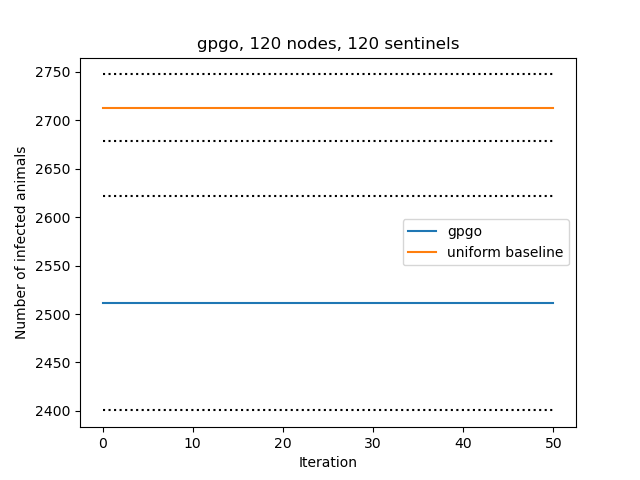 gpgo, 120 nodes, 120 sentinels
2750
2700
2650
2600
2550
2500
2450
2400
Number of infected animals
gpgo
uniform baseline
0 10 20 30 40 50
Iteration